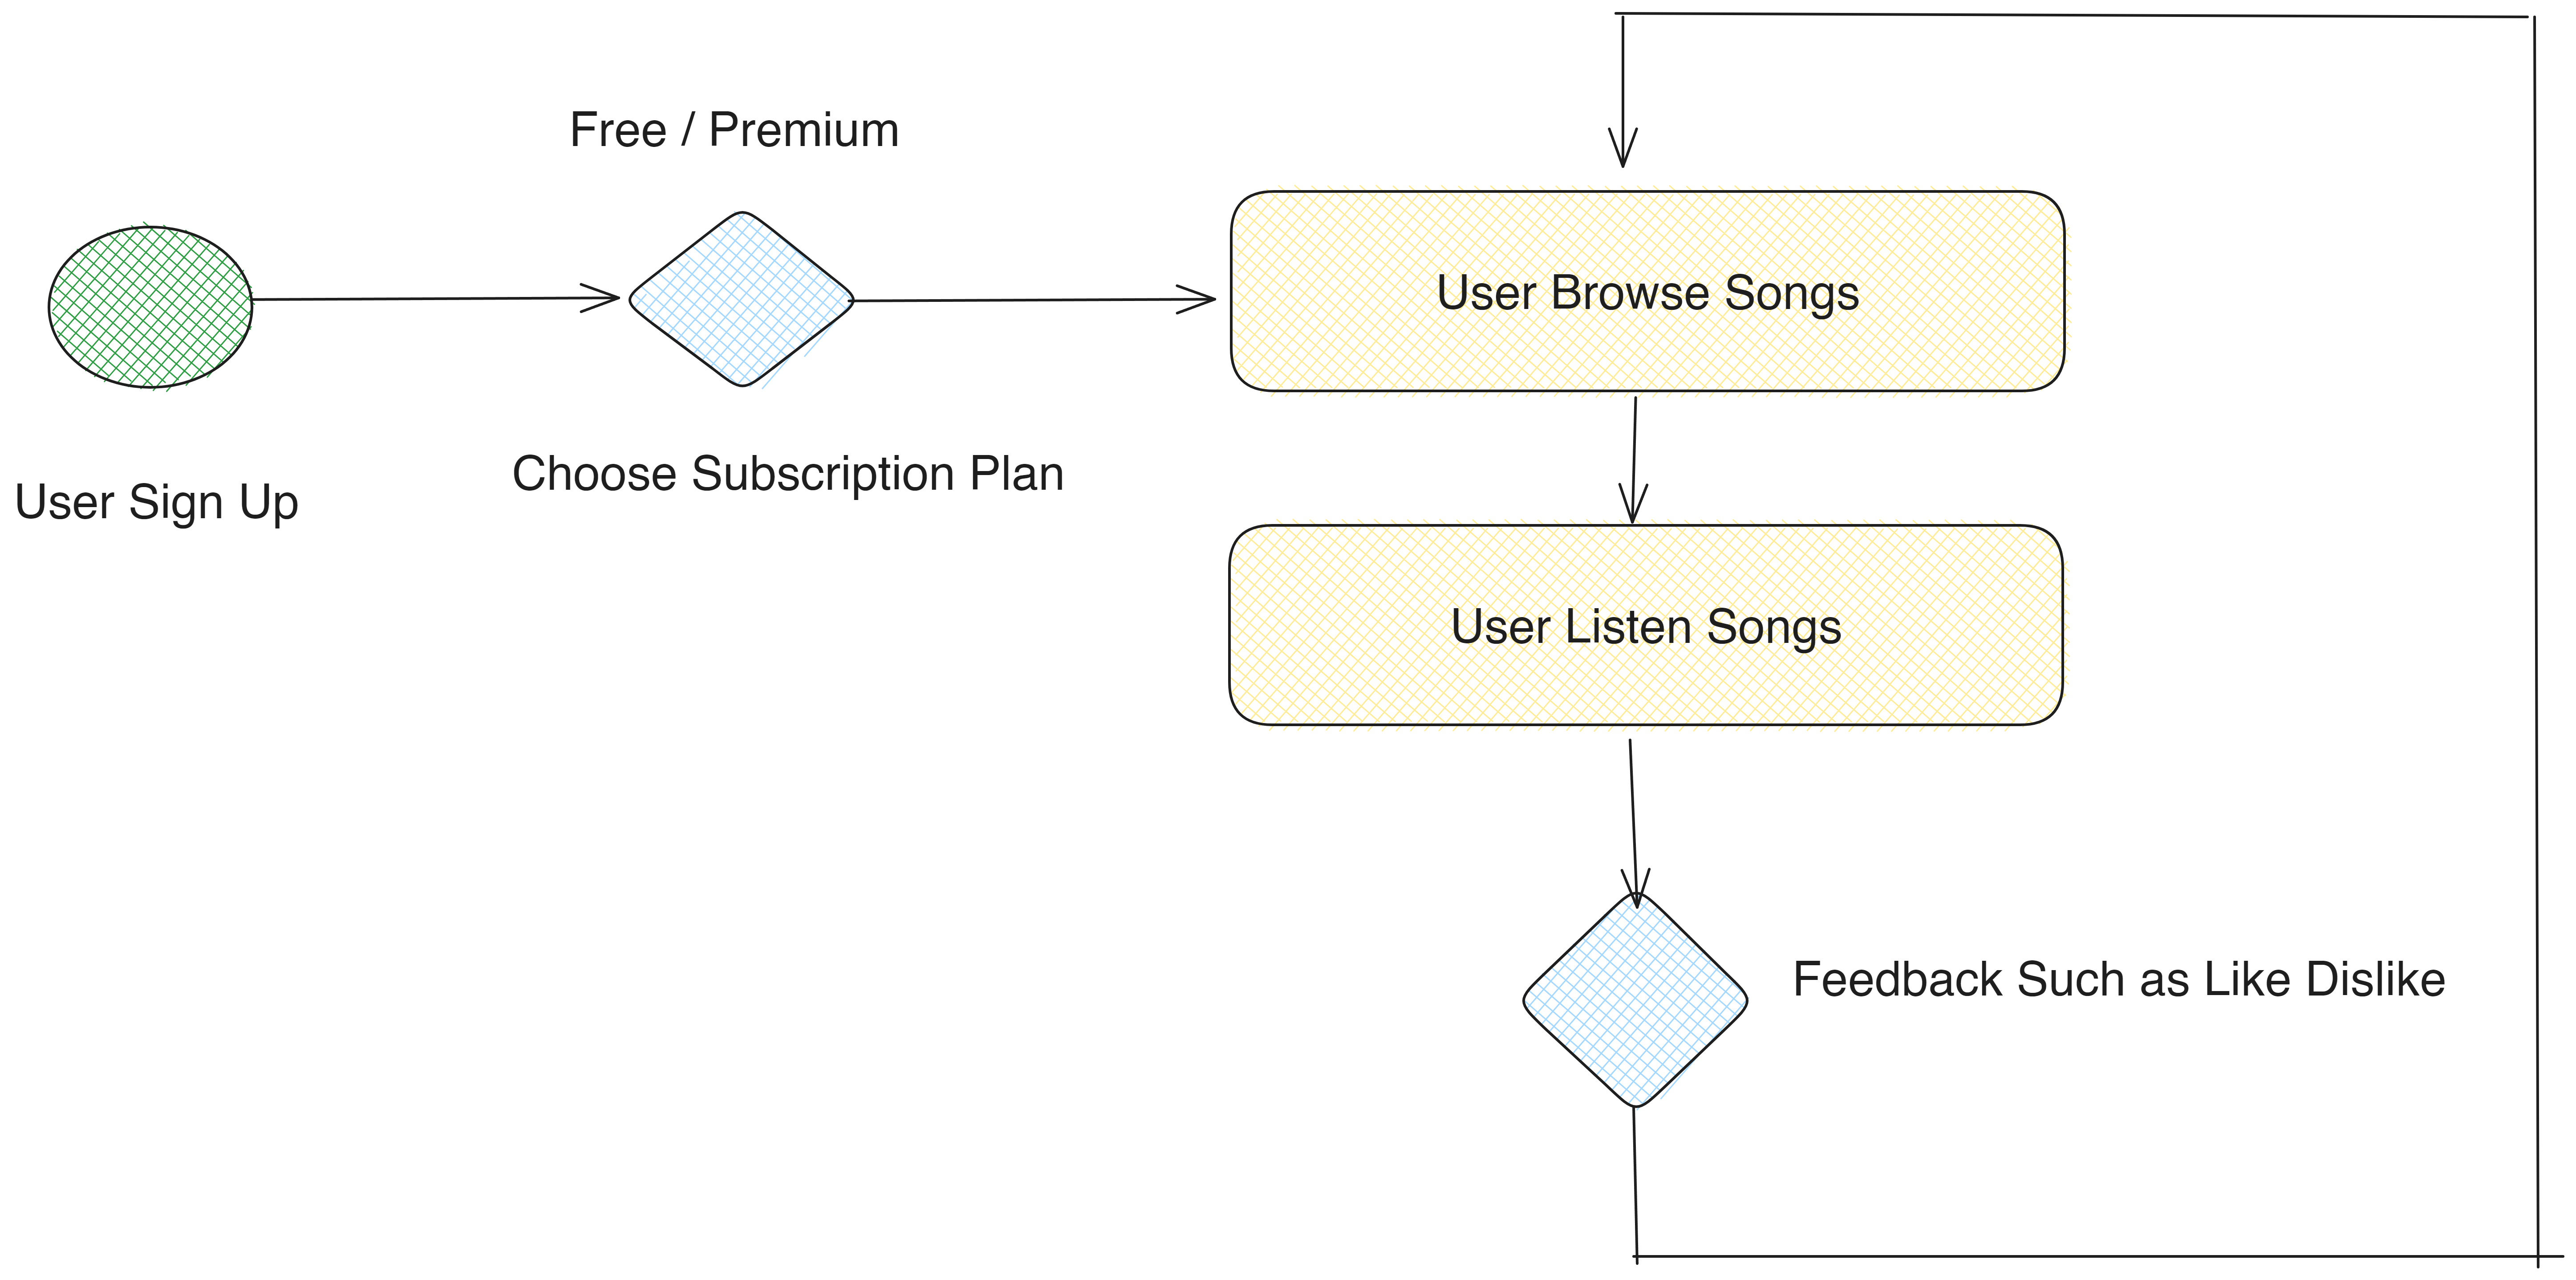 Free / Premium
User Sign Up
Choose Subscription Plan
User Browse Songs
User Listen Songs
Feedback Such as Like Dislike